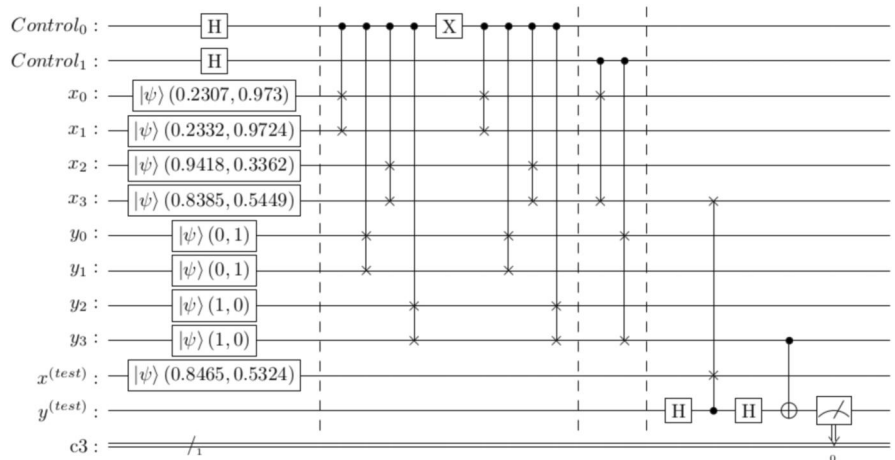 Control₀ : H X
Control₁ : H
x₀ : |ψ⟩ (0.2307, 0.973)
x₁ : |ψ⟩ (0.2332, 0.9724)
x₂ : |ψ⟩ (0.9418, 0.3362)
x₃ : |ψ⟩ (0.8385, 0.5449)
y₀ : |ψ⟩ (0, 1)
y₁ : |ψ⟩ (0, 1)
y₂ : |ψ⟩ (1, 0)
y₃ : |ψ⟩ (1, 0)
x⁽ᵗᵉˢᵗ⁾ : |ψ⟩ (0.8465, 0.5324)
y⁽ᵗᵉˢᵗ⁾ : H H
c3 : 1
0